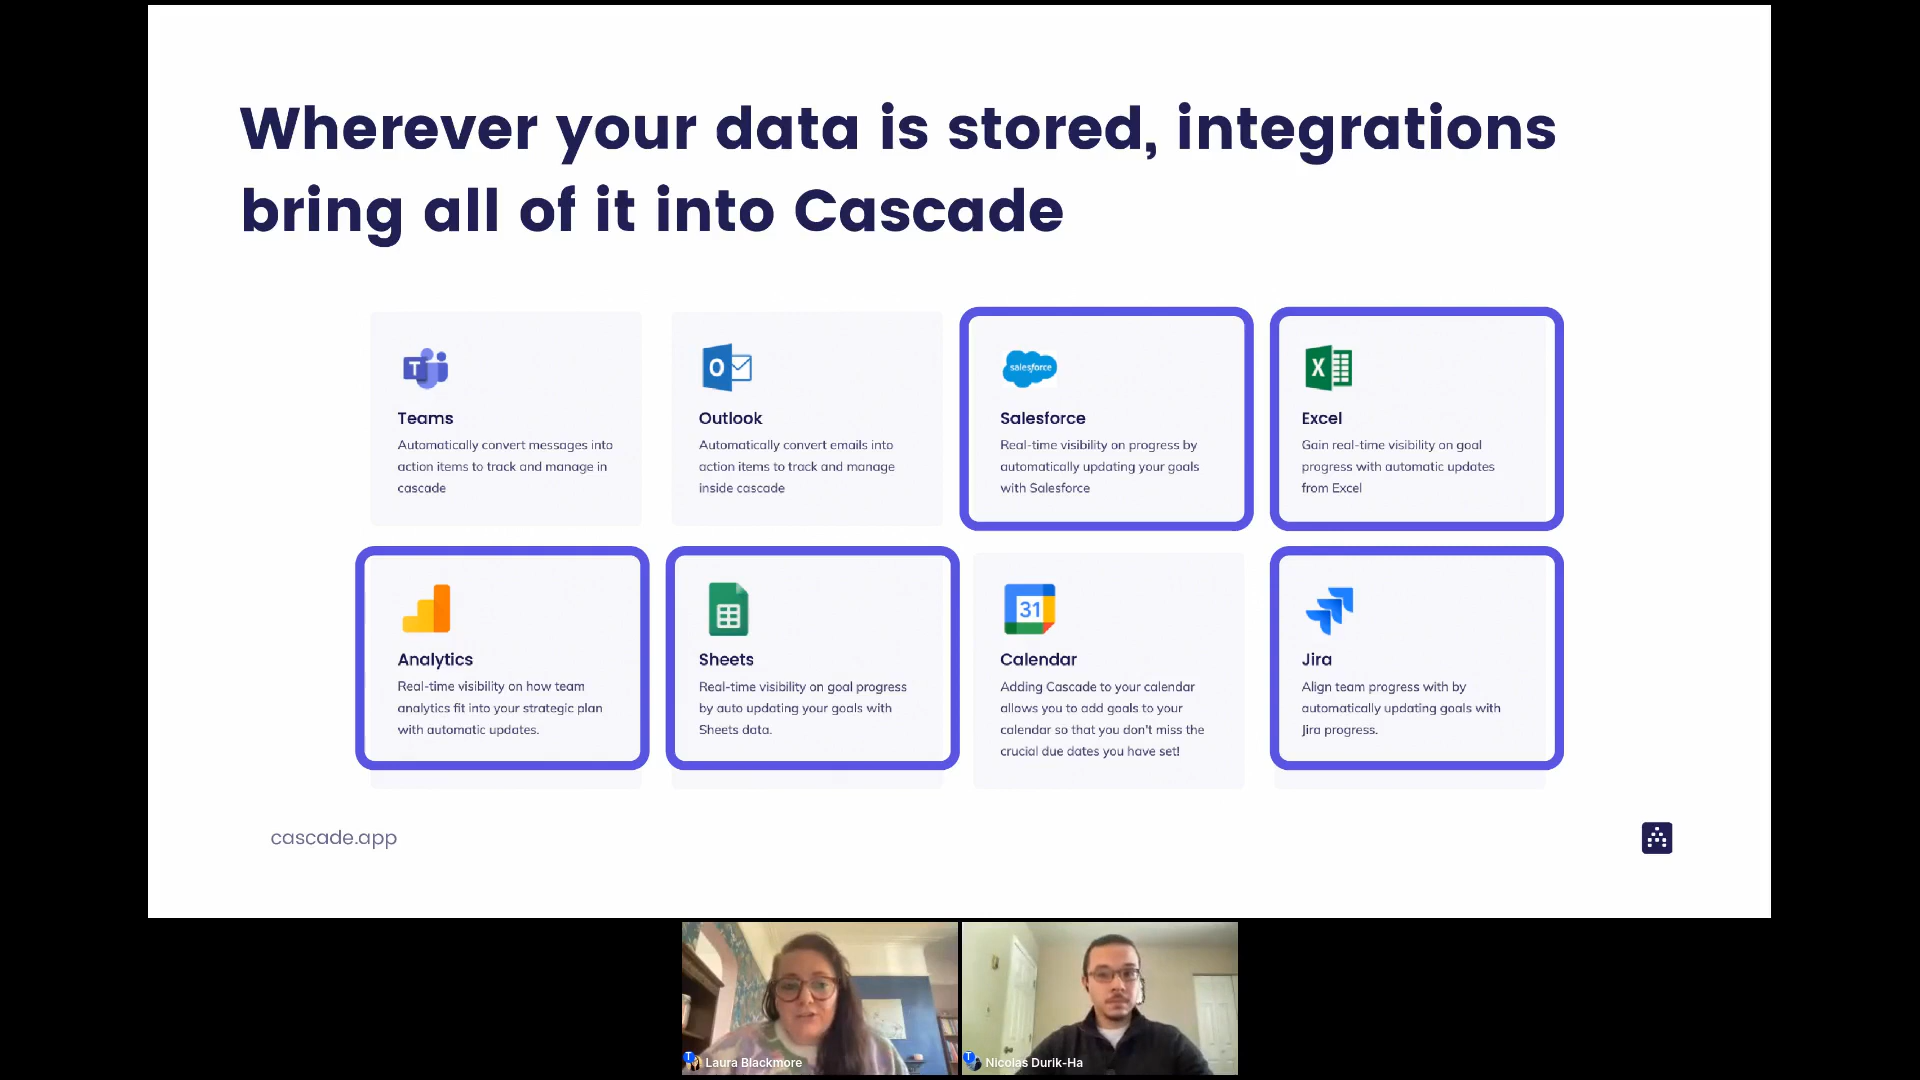 Wherever your data is stored, integrations
bring all of it into Cascade
T
Teams
Automatically convert messages into
action items to track and manage in
cascade
O
Outlook
Automatically convert emails into
action items to track and manage
inside cascade
salesforce
Salesforce
Real-time visibility on progress by
automatically updating your goals
with Salesforce
X
Excel
Gain real-time visibility on goal
progress with automatic updates
from Excel
Analytics
Real-time visibility on how team
analytics fit into your strategic plan
with automatic updates.
Sheets
Real-time visibility on goal progress
by auto updating your goals with
Sheets data.
31
Calendar
Adding Cascade to your calendar
allows you to add goals to your
calendar so that you don't miss the
crucial due dates you have set!
Jira
Align team progress with by
automatically updating goals with
Jira progress.
cascade.app
T
Laura Blackmore
T
Nicolas Durik-Ha